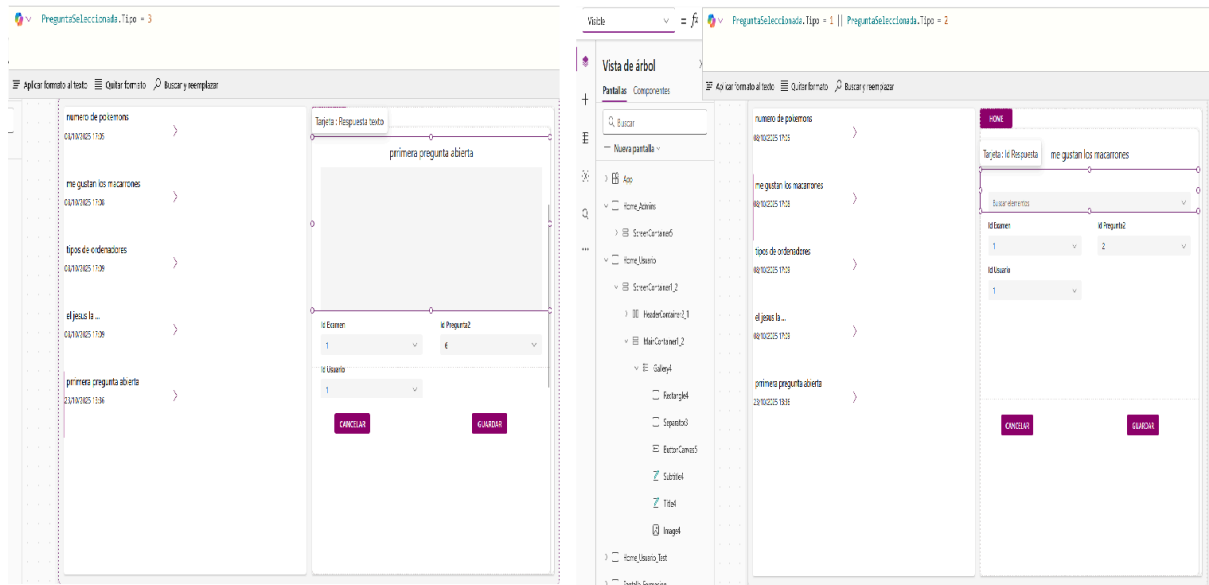 PreguntaSeleccionada.Tipo = 3
Aplicar formato al texto Quitar formato Buscar y reemplazar
numero de pokemons
03/10/2025 17:05
me gustan los macarrones
03/10/2025 17:08
tipos de ordenadores
03/10/2025 17:09
el jesus la ...
03/10/2025 17:09
prrimera pregunta abierta
23/10/2025 13:36
Tarjeta : Respuesta texto
prrimera pregunta abierta
Id Examen
1
Id Pregunta2
6
Id Usuario
1
CANCELAR
GUARDAR
Visible
= fx
PreguntaSeleccionada.Tipo = 1 || PreguntaSeleccionada.Tipo = 2
Vista de árbol
Pantallas Componentes
Buscar
Nueva pantalla
App
Home_Admins
ScreenContainer5
Home_Usuario
ScreenContainer1_2
HeaderContainer2_1
MainContainer1_2
Gallery4
Rectangle4
Separator3
ButtonCanvas5
Subtitle4
Title4
Image4
Home_Usuario_Test
Aplicar formato al texto Quitar formato Buscar y reemplazar
numero de pokemons
me gustan los macarrones
tipos de ordenadores
el jesus la ...
prrimera pregunta abierta
HOME
Tarjeta : Id Respuesta
me gustan los macarrones
Buscar elementos
Id Examen
1
Id Pregunta2
2
Id Usuario
1
CANCELAR
GUARDAR